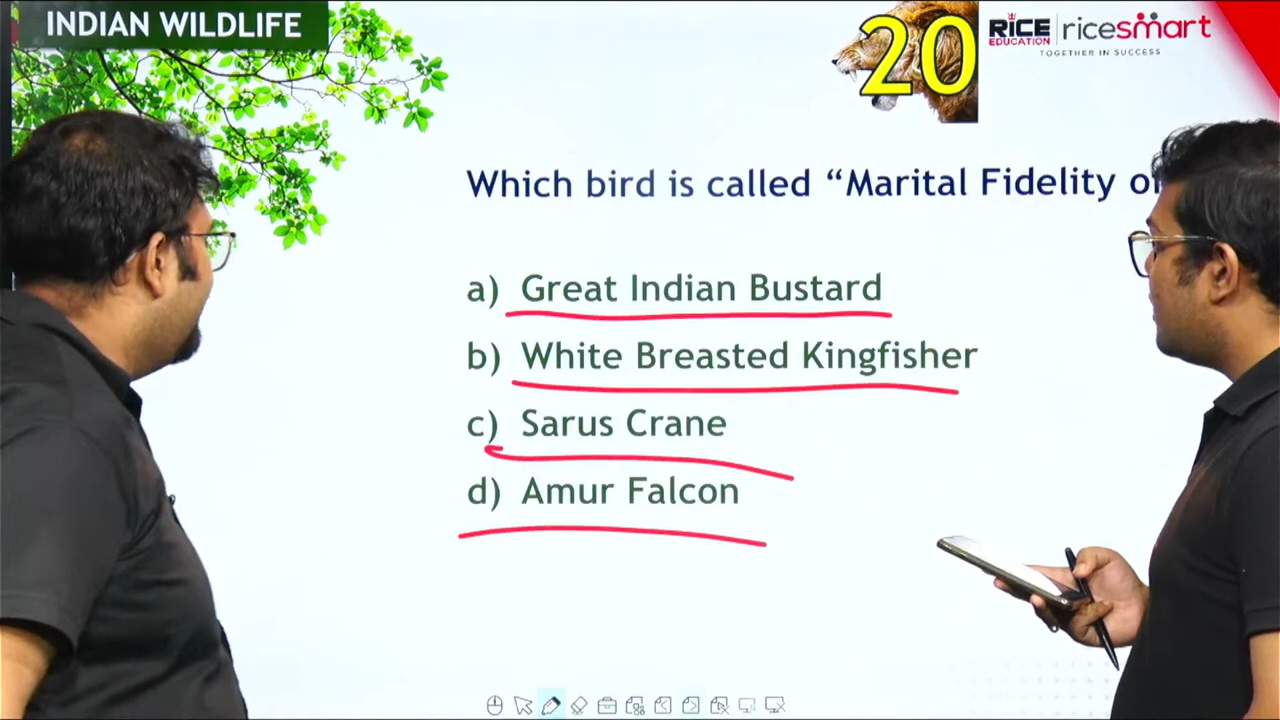 INDIAN WILDLIFE
20
RICE
EDUCATION
ricesmart
TOGETHER IN SUCCESS
Which bird is called “Marital Fidelity
a) Great Indian Bustard
b) White Breasted Kingfisher
c) Sarus Crane
d) Amur Falcon